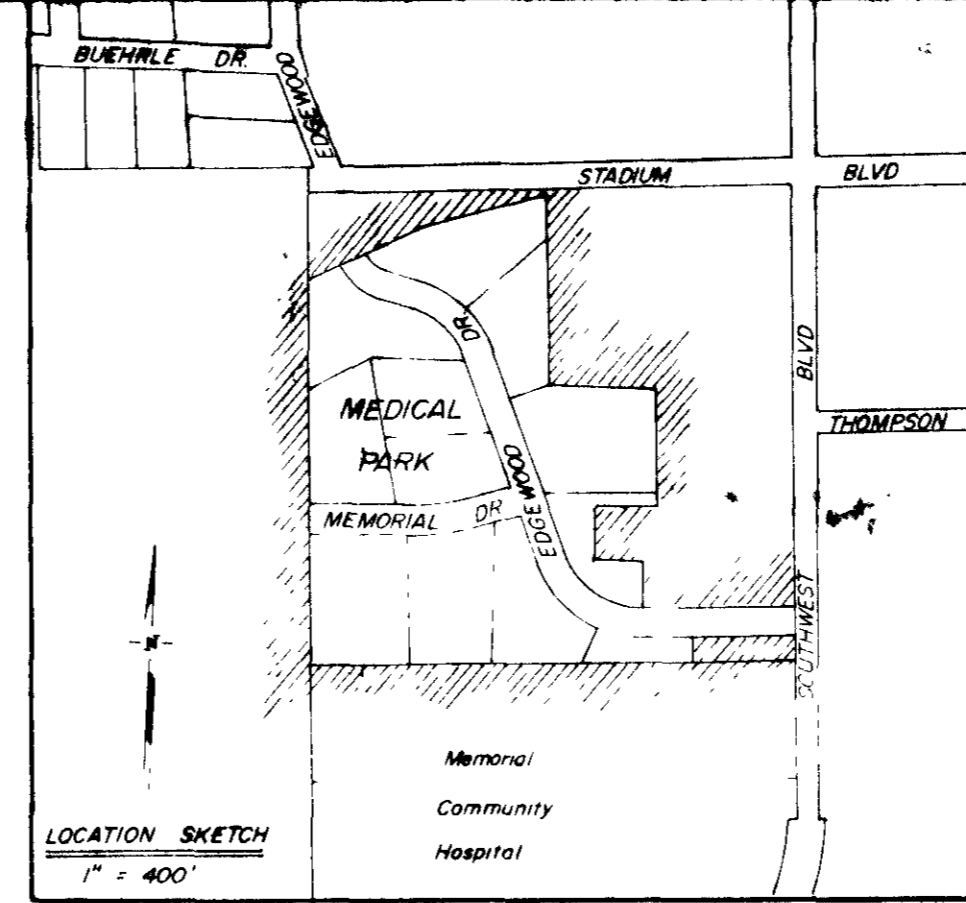 BUEHRLE DR.
EDGEWOOD
STADIUM BLVD
DR.
BLVD
MEDICAL
PARK
THOMPSON
EDGEWOOD
MEMORIAL DR
SOUTHWEST
N
Memorial
Community
Hospital
LOCATION SKETCH
1" = 400'